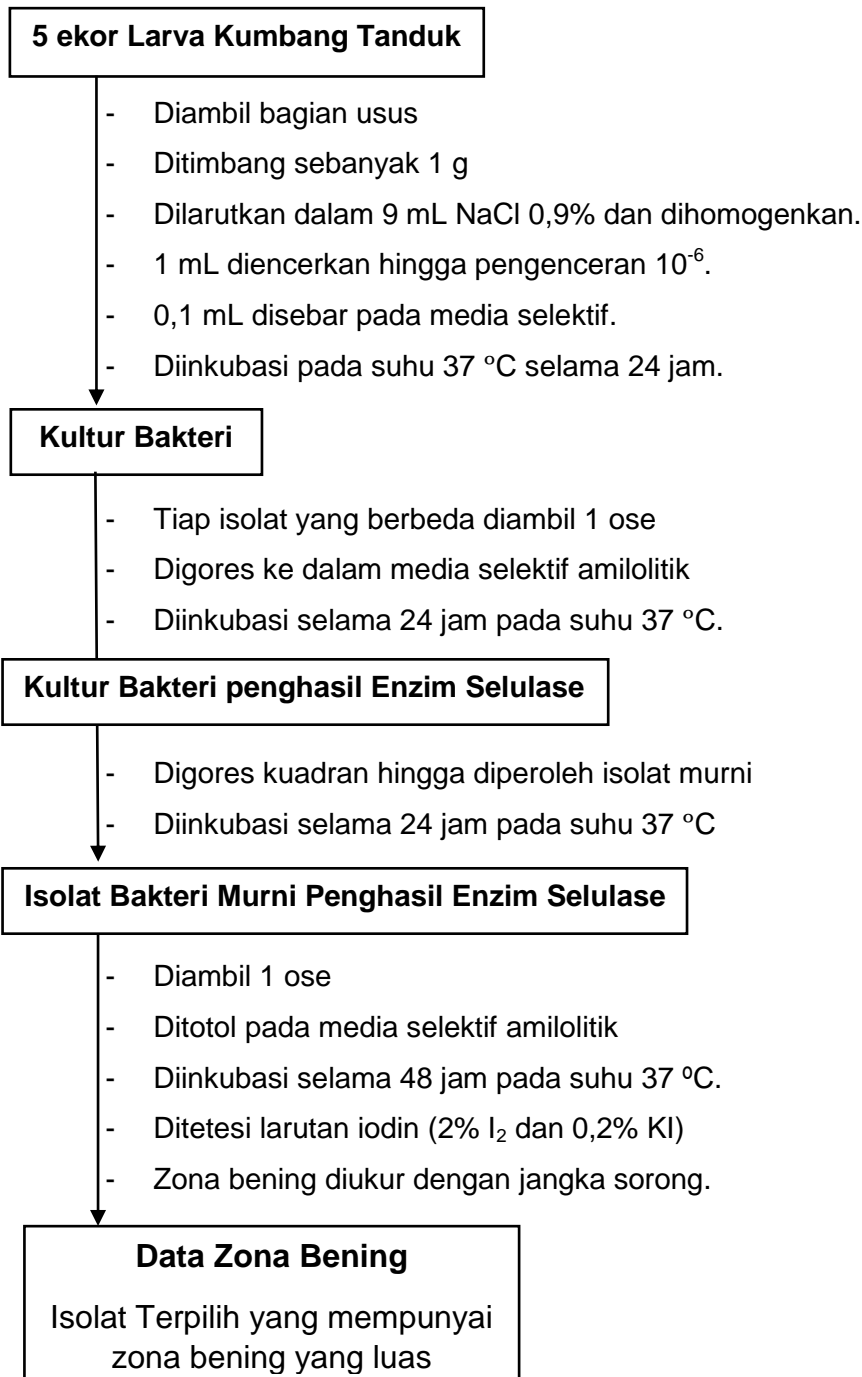 5 ekor Larva Kumbang Tanduk
- Diambil bagian usus
- Ditimbang sebanyak 1 g
- Dilarutkan dalam 9 mL NaCl 0,9% dan dihomogenkan.
- 1 mL diencerkan hingga pengenceran 10⁻⁶.
- 0,1 mL disebar pada media selektif.
- Diinkubasi pada suhu 37 °C selama 24 jam.
Kultur Bakteri
- Tiap isolat yang berbeda diambil 1 ose
- Digores ke dalam media selektif amilolitik
- Diinkubasi selama 24 jam pada suhu 37 °C.
Kultur Bakteri penghasil Enzim Selulase
- Digores kuadran hingga diperoleh isolat murni
- Diinkubasi selama 24 jam pada suhu 37 °C
Isolat Bakteri Murni Penghasil Enzim Selulase
- Diambil 1 ose
- Ditotol pada media selektif amilolitik
- Diinkubasi selama 48 jam pada suhu 37 ⁰C.
- Ditetesi larutan iodin (2% I₂ dan 0,2% KI)
- Zona bening diukur dengan jangka sorong.
Data Zona Bening
Isolat Terpilih yang mempunyai
zona bening yang luas